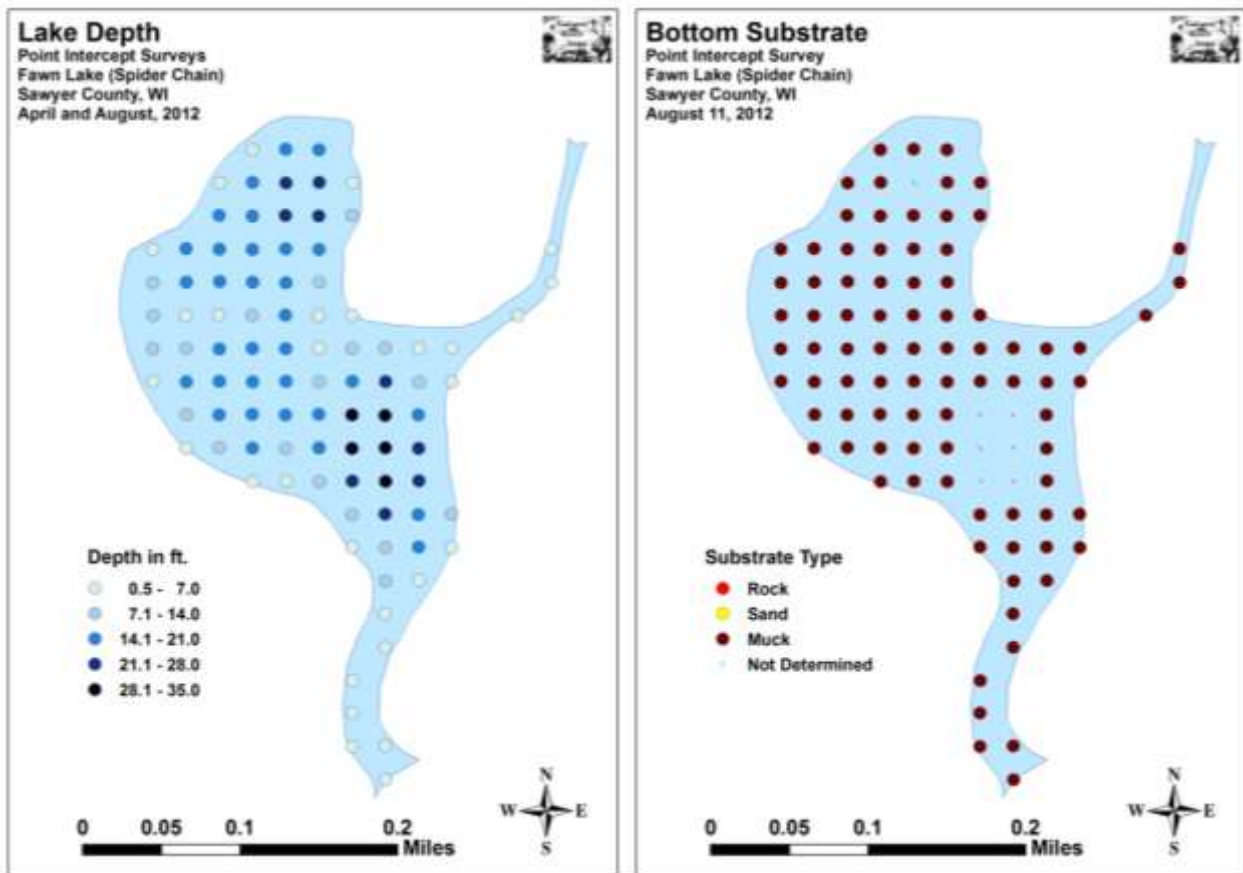 Lake Depth
Point Intercept Surveys
Fawn Lake (Spider Chain)
Sawyer County, WI
April and August, 2012
Depth in ft.
0.5 - 7.0
7.1 - 14.0
14.1 - 21.0
21.1 - 28.0
28.1 - 35.0
N
W E
S
0 0.05 0.1 0.2
Miles
Bottom Substrate
Point Intercept Survey
Fawn Lake (Spider Chain)
Sawyer County, WI
August 11, 2012
Substrate Type
Rock
Sand
Muck
Not Determined
N
W E
S
0 0.05 0.1 0.2
Miles